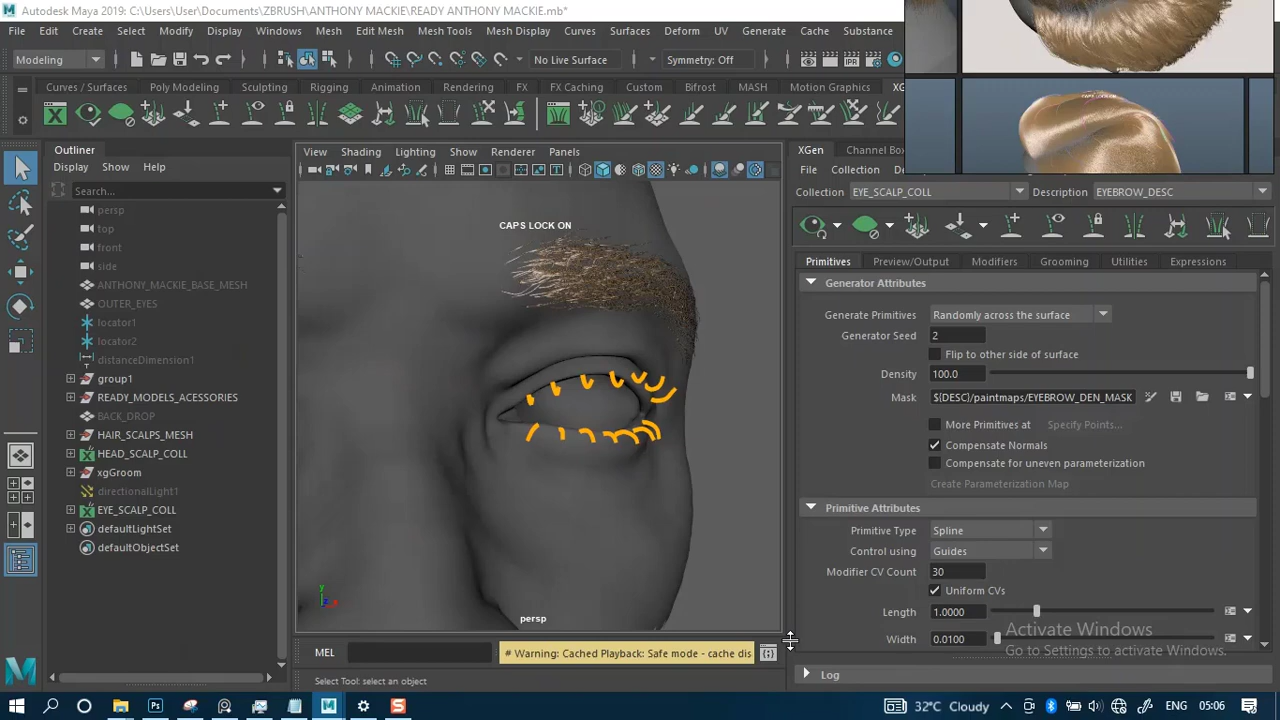 Autodesk Maya 2019: C:\Users\User\Documents\ZBRUSH\ANTHONY MACKIE\READY ANTHONY MACKIE.mb*
File Edit Create Select Modify Display Windows Mesh Edit Mesh Mesh Tools Mesh Display Curves Surfaces Deform UV Generate Cache Substance
Modeling No Live Surface Symmetry: Off
Curves / Surfaces Poly Modeling Sculpting Rigging Animation Rendering FX FX Caching Custom Bifrost MASH Motion Graphics
Outliner
Display Show Help
Search...
persp
top
front
side
ANTHONY_MACKIE_BASE_MESH
OUTER_EYES
locator1
locator2
distanceDimension1
group1
READY_MODELS_ACESSORIES
BACK_DROP
HAIR_SCALPS_MESH
HEAD_SCALP_COLL
xgGroom
directionalLight1
EYE_SCALP_COLL
defaultLightSet
defaultObjectSet
View Shading Lighting Show Renderer Panels
CAPS LOCK ON
persp
XGen Channel Box
File Collection
Collection EYE_SCALP_COLL Description EYEBROW_DESC
Primitives Preview/Output Modifiers Grooming Utilities Expressions
Generator Attributes
Generate Primitives Randomly across the surface
Generator Seed 2
Flip to other side of surface
Density 100.0
Mask ${DESC}/paintmaps/EYEBROW_DEN_MASK
More Primitives at Specify Points...
Compensate Normals
Compensate for uneven parameterization
Create Parameterization Map
Primitive Attributes
Primitive Type Spline
Control using Guides
Modifier CV Count 30
Uniform CVs
Length 1.0000
Width 0.0100
Activate Windows
Go to Settings to activate Windows.
Log
MEL # Warning: Cached Playback: Safe mode - cache dis
Select Tool: select an object
32°C Cloudy ENG 05:06